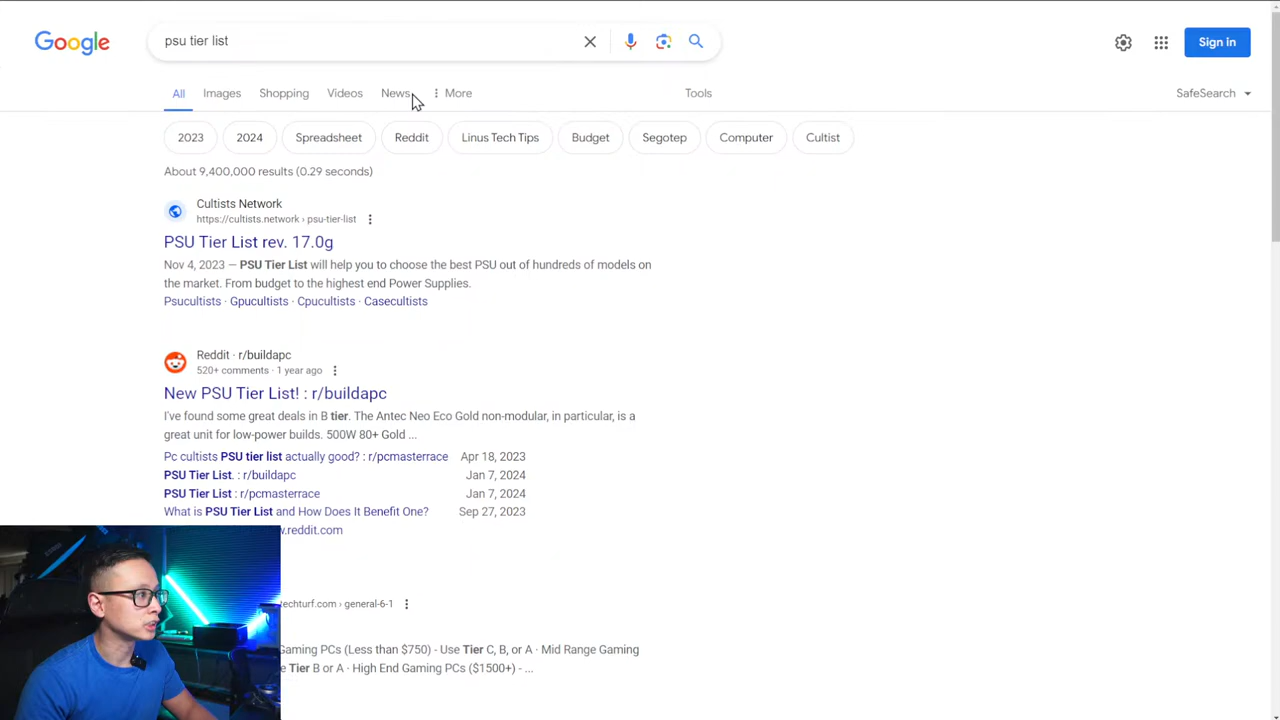 Google
psu tier list
Sign in
All Images Shopping Videos News More Tools SafeSearch
2023 2024 Spreadsheet Reddit Linus Tech Tips Budget Segotep Computer Cultist
About 9,400,000 results (0.29 seconds)
Cultists Network
https://cultists.network › psu-tier-list
PSU Tier List rev. 17.0g
Nov 4, 2023 — PSU Tier List will help you to choose the best PSU out of hundreds of models on
the market. From budget to the highest end Power Supplies.
Psucultists · Gpucultists · Cpucultists · Casecultists
Reddit · r/buildapc
520+ comments · 1 year ago
New PSU Tier List! : r/buildapc
I've found some great deals in B tier. The Antec Neo Eco Gold non-modular, in particular, is a
great unit for low-power builds. 500W 80+ Gold ...
Pc cultists PSU tier list actually good? : r/pcmasterrace Apr 18, 2023
PSU Tier List. : r/buildapc Jan 7, 2024
PSU Tier List : r/pcmasterrace Jan 7, 2024
What is PSU Tier List and How Does It Benefit One? Sep 27, 2023
.reddit.com
techturf.com › general-6-1
Gaming PCs (Less than $750) - Use Tier C, B, or A · Mid Range Gaming
Tier B or A · High End Gaming PCs ($1500+) - ...